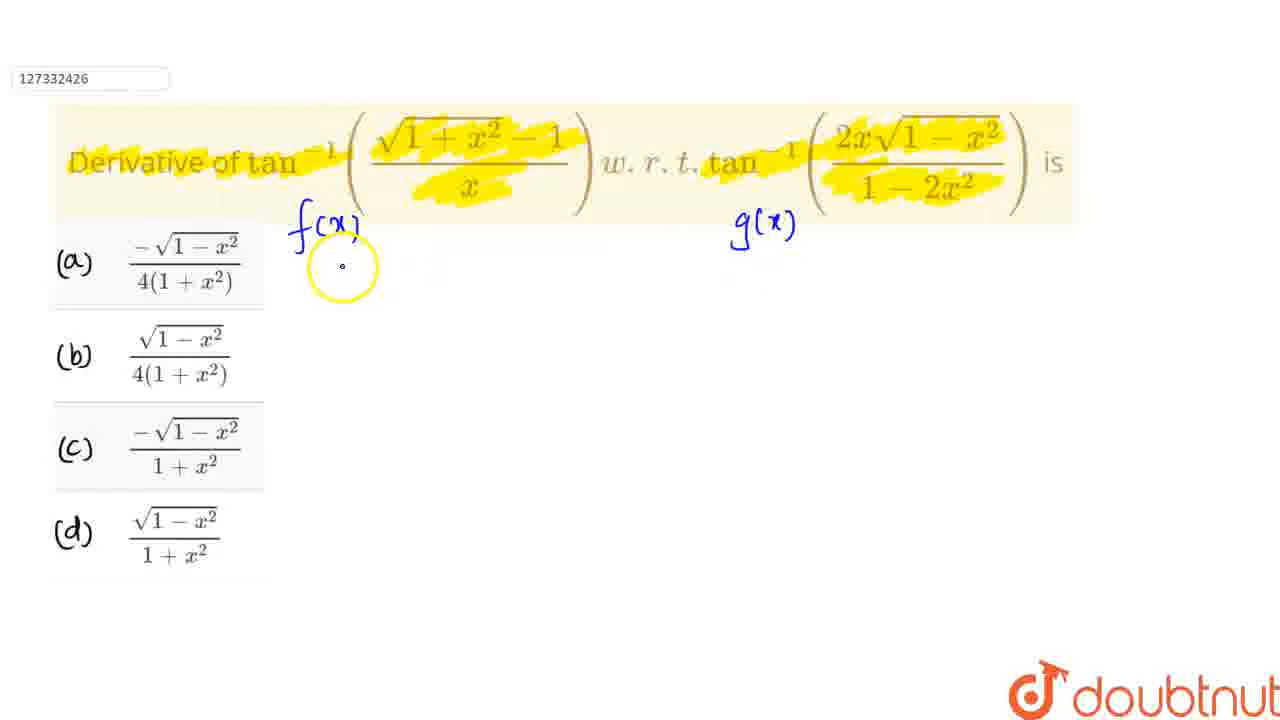 127332426
Derivative of tan⁻¹((√(1 + x²) − 1)/x) w. r. t. tan⁻¹((2x√(1 − x²))/(1 − 2x²)) is
f(x) g(x)
(a) (−√(1 − x²))/(4(1 + x²))
(b) (√(1 − x²))/(4(1 + x²))
(c) (−√(1 − x²))/(1 + x²)
(d) (√(1 − x²))/(1 + x²)
doubtnut